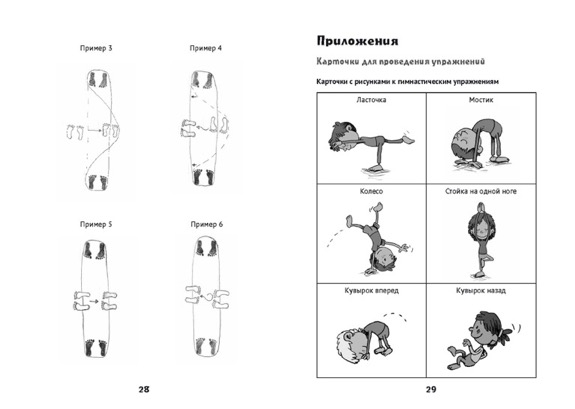 Пример 3
Пример 4
Пример 5
Пример 6
28
Приложения
Карточки для проведения упражнений
Карточки с рисунками к гимнастическим упражнениям
Ласточка
Мостик
Колесо
Стойка на одной ноге
Кувырок вперед
Кувырок назад
29